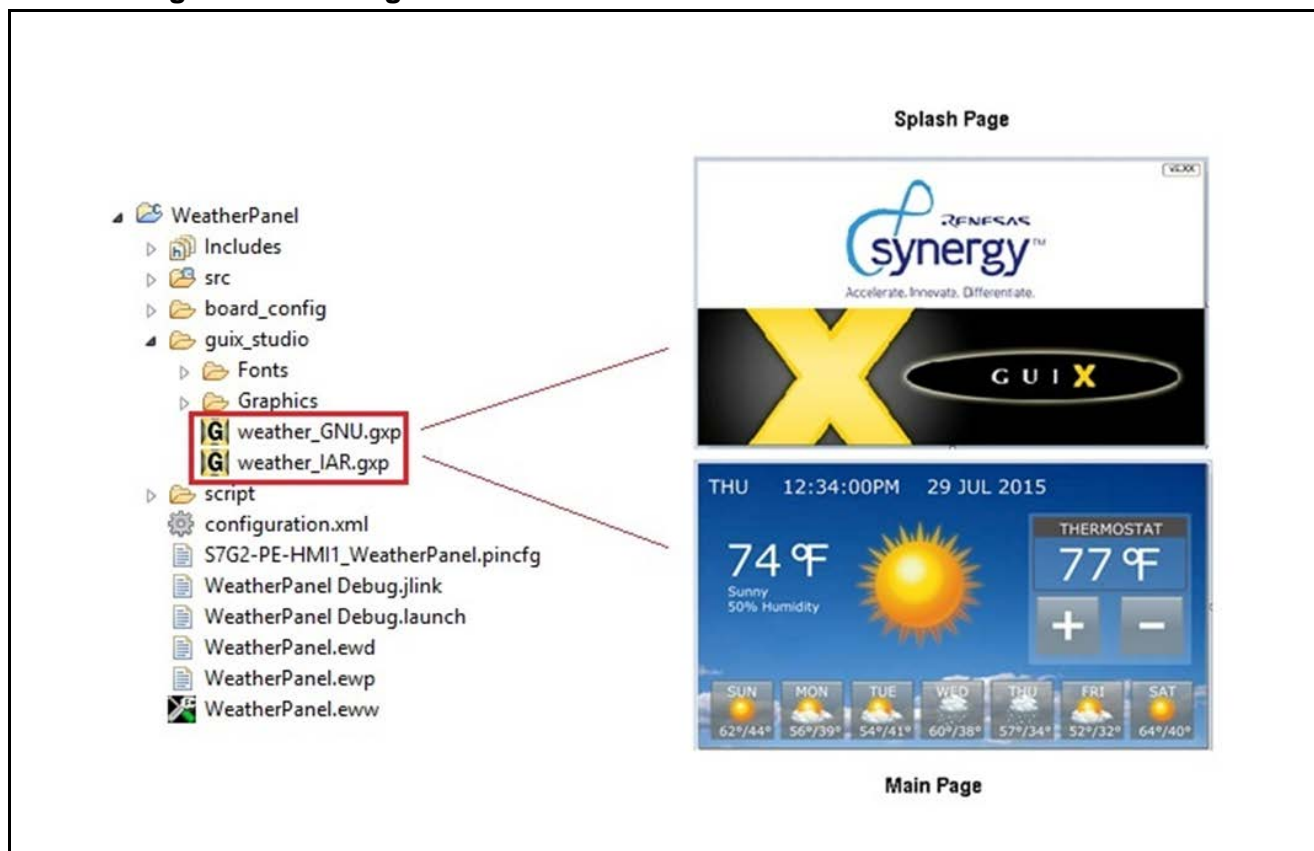 Splash Page
RENESAS
synergy™
Accelerate. Innovate. Differentiate.
GUIX
WeatherPanel
Includes
src
board_config
guix_studio
Fonts
Graphics
G weather_GNU.gxp
G weather_IAR.gxp
script
configuration.xml
S7G2-PE-HMI1_WeatherPanel.pincfg
WeatherPanel Debug.jlink
WeatherPanel Debug.launch
WeatherPanel.ewd
WeatherPanel.ewp
WeatherPanel.eww
THU 12:34:00PM 29 JUL 2015
74 °F
Sunny
50% Humidity
THERMOSTAT
77 °F
+ −
SUN MON TUE WED THU FRI SAT
62°/44° 56°/39° 54°/41° 60°/38° 57°/34° 52°/32° 64°/40°
Main Page